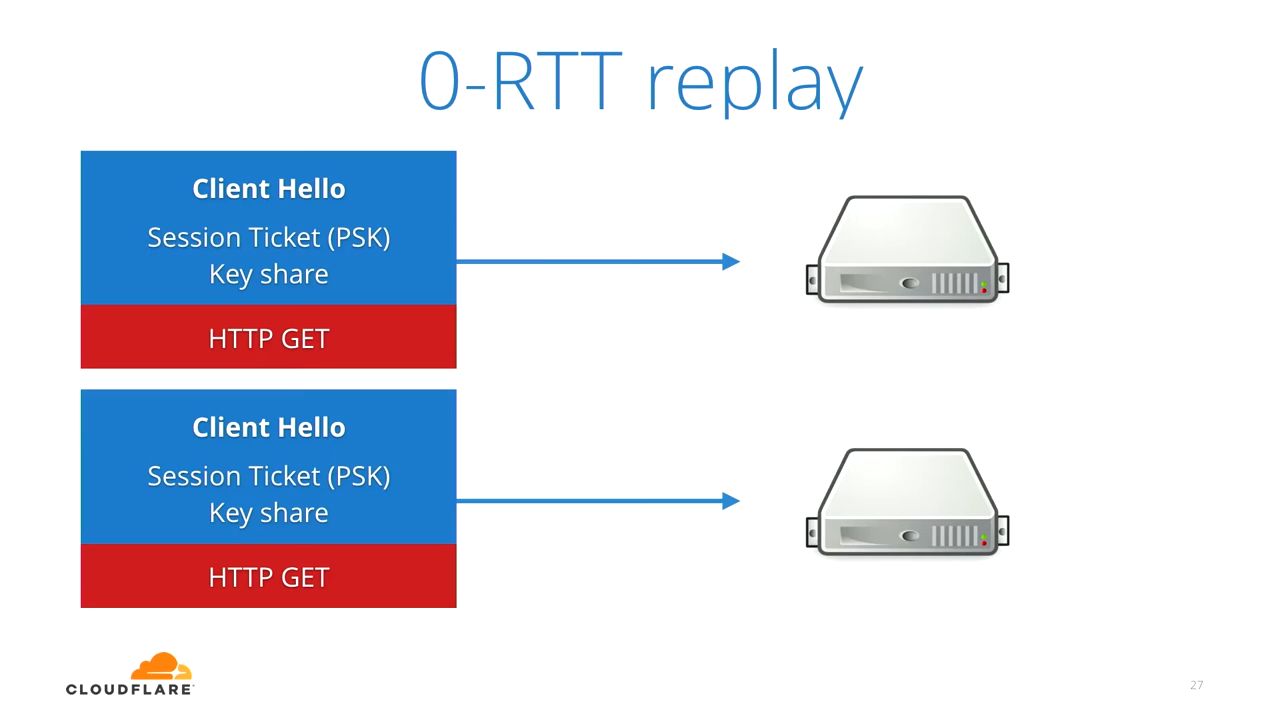 0-RTT replay
Client Hello
Session Ticket (PSK)
Key share
HTTP GET
Client Hello
Session Ticket (PSK)
Key share
HTTP GET
CLOUDFLARE
27